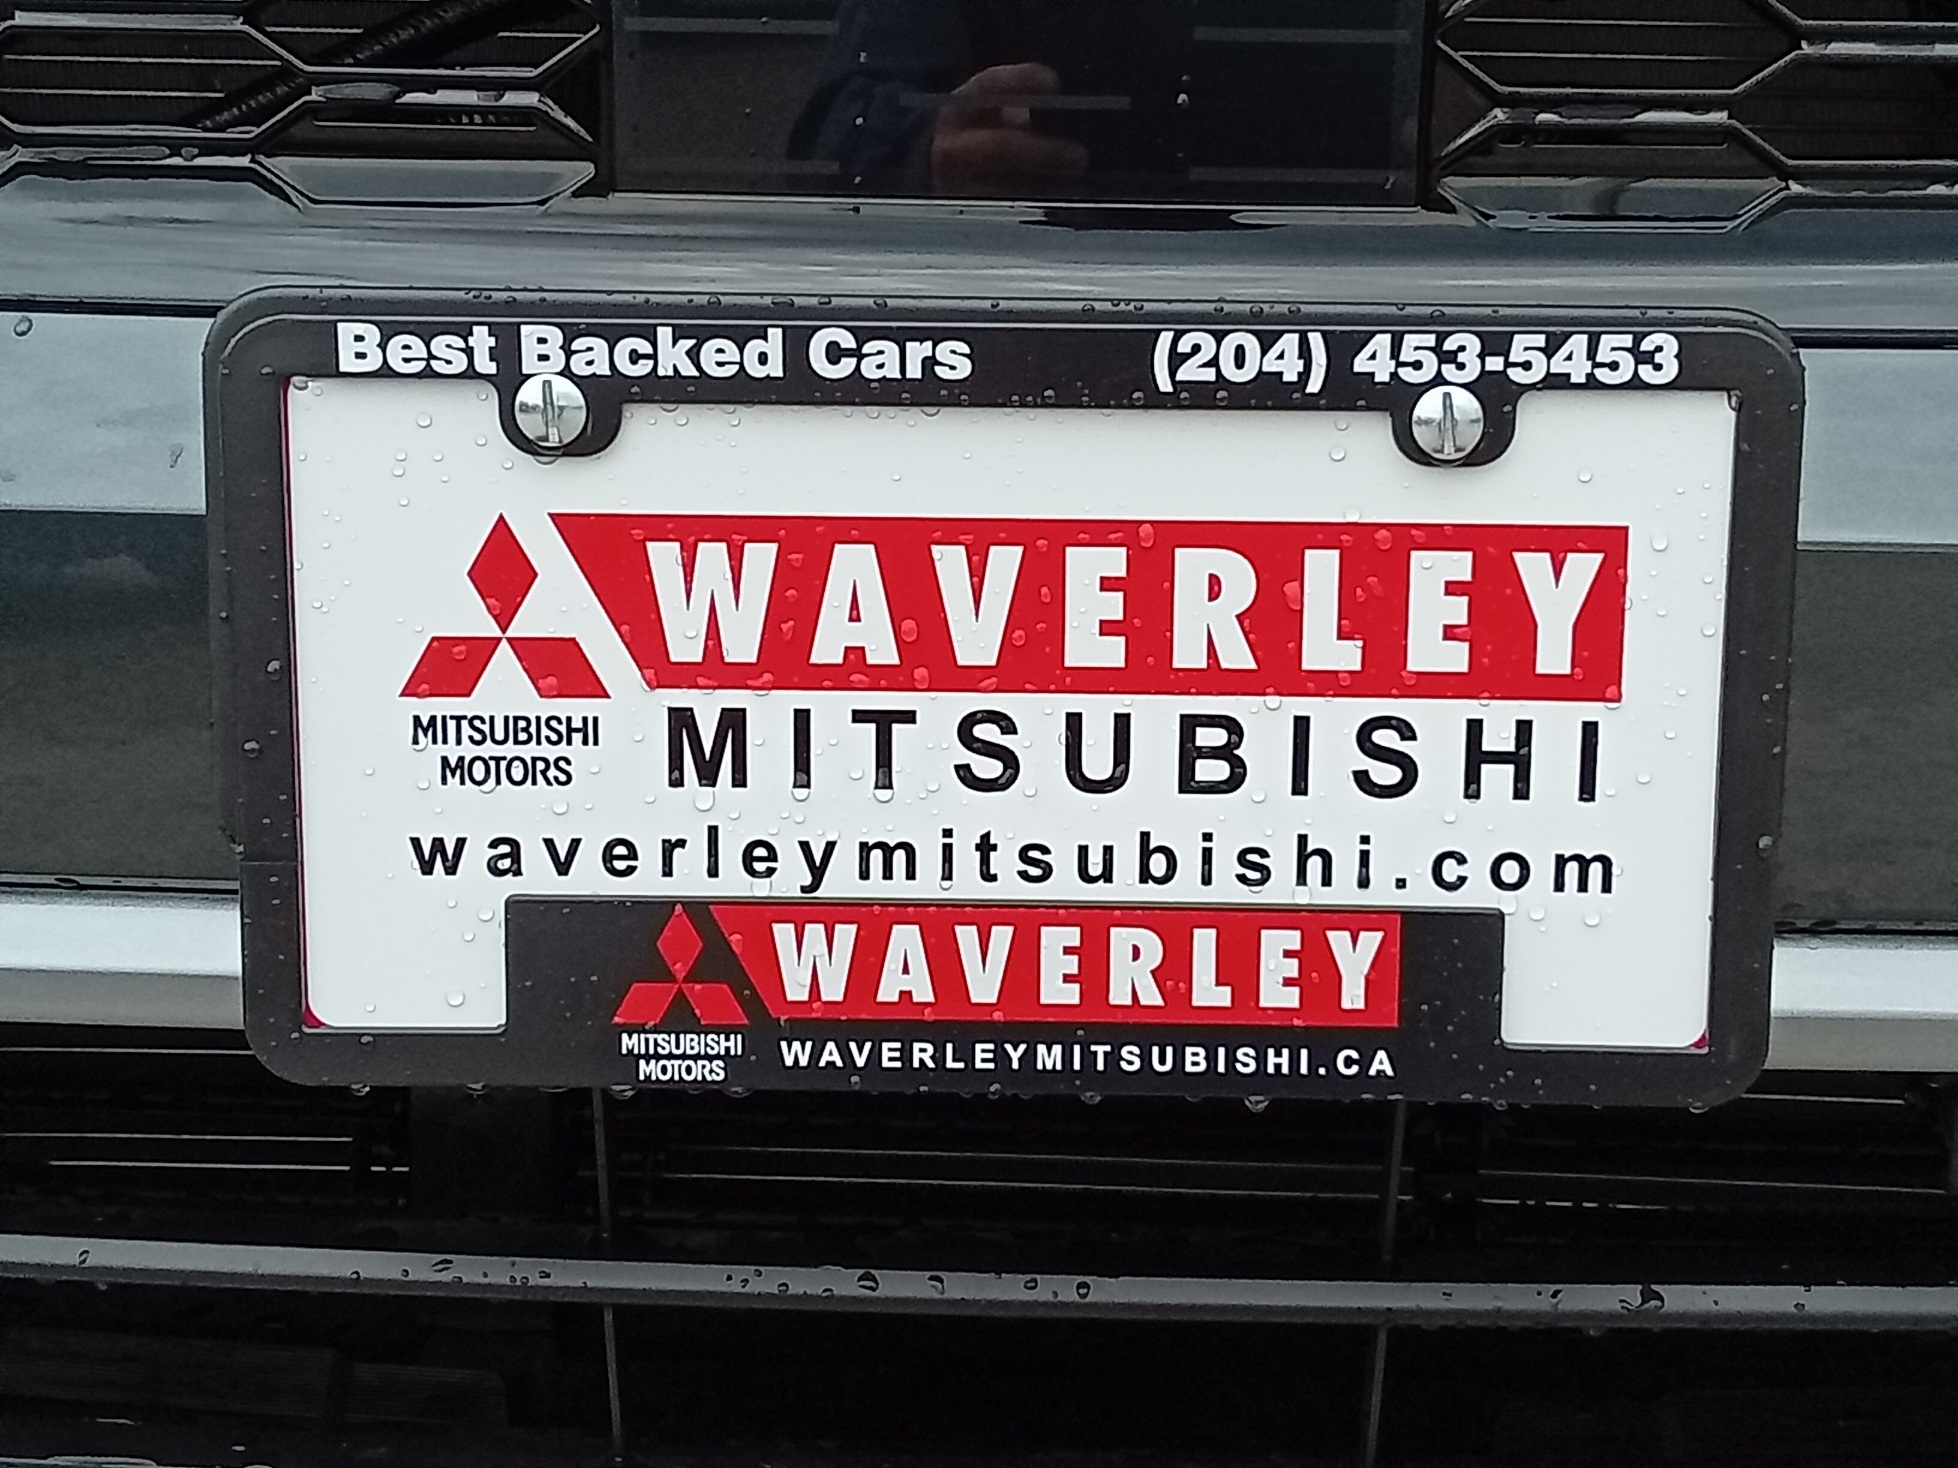 Best Backed Cars (204) 453-5453
WAVERLEY
MITSUBISHI
MITSUBISHI
MOTORS
waverleymitsubishi.com
WAVERLEY
MITSUBISHI
MOTORS
WAVERLEYMITSUBISHI.CA